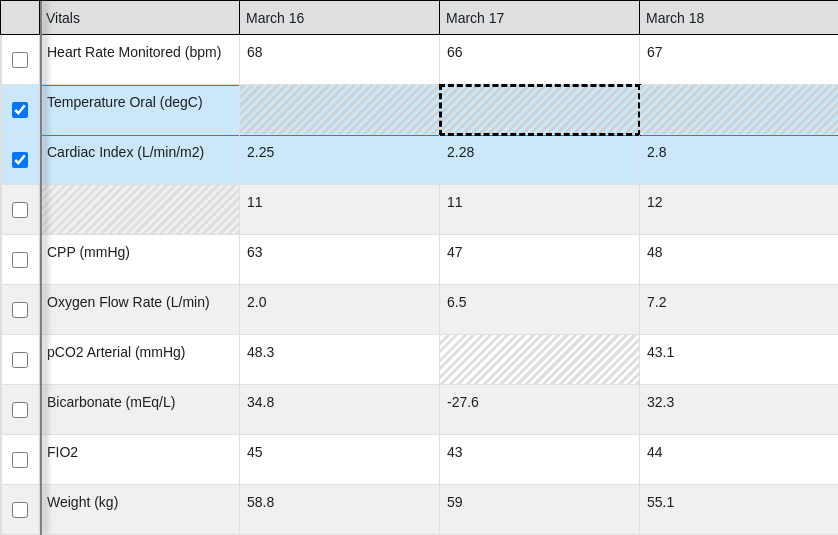 Vitals March 16 March 17 March 18
Heart Rate Monitored (bpm) 68 66 67
Temperature Oral (degC)
Cardiac Index (L/min/m2) 2.25 2.28 2.8
11 11 12
CPP (mmHg) 63 47 48
Oxygen Flow Rate (L/min) 2.0 6.5 7.2
pCO2 Arterial (mmHg) 48.3 43.1
Bicarbonate (mEq/L) 34.8 -27.6 32.3
FIO2 45 43 44
Weight (kg) 58.8 59 55.1